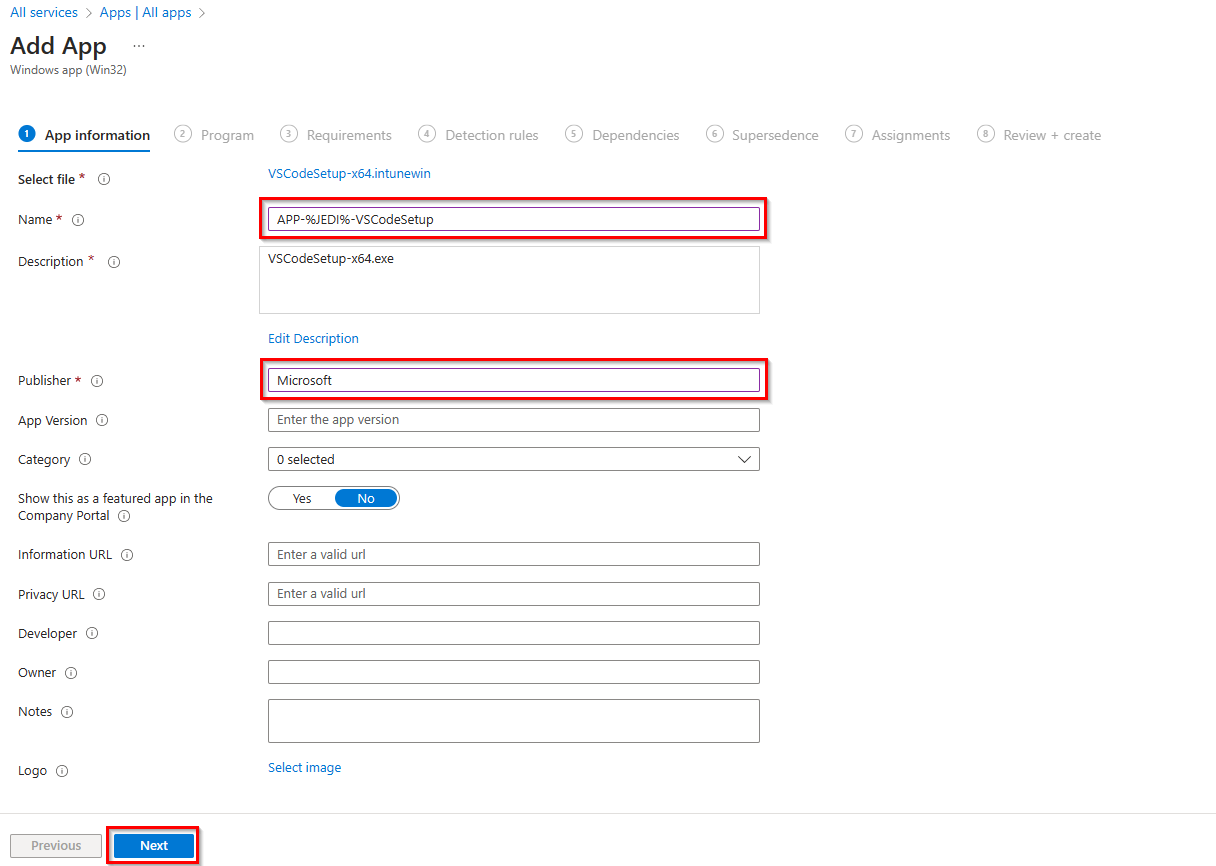 All services > Apps | All apps >
Add App ...
Windows app (Win32)
1 App information 2 Program 3 Requirements 4 Detection rules 5 Dependencies 6 Supersedence 7 Assignments 8 Review + create
Select file * VSCodeSetup-x64.intunewin
Name * APP-%JEDI%-VSCodeSetup
Description * VSCodeSetup-x64.exe
Edit Description
Publisher * Microsoft
App Version Enter the app version
Category 0 selected
Show this as a featured app in the
Company Portal
Yes No
Information URL Enter a valid url
Privacy URL Enter a valid url
Developer
Owner
Notes
Logo Select image
Previous Next